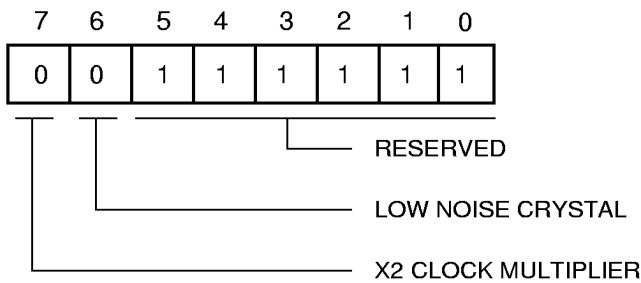 7 6 5 4 3 2 1 0
0 0 1 1 1 1 1 1
RESERVED
LOW NOISE CRYSTAL
X2 CLOCK MULTIPLIER